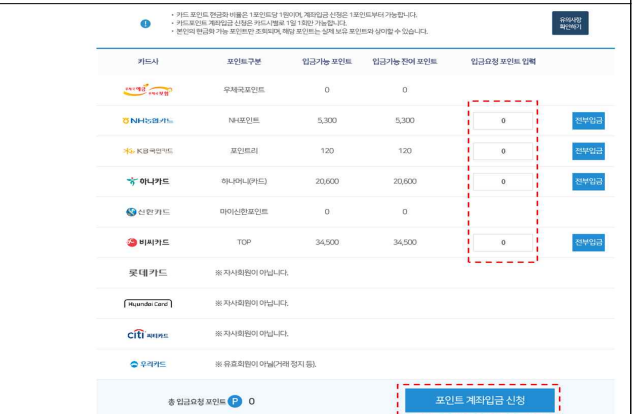 • 카드 포인트 현금화 비율은 1포인트당 1원이며, 계좌입금 신청은 1포인트부터 가능합니다.
• 카드포인트 계좌입금 신청은 카드사별로 1일 1회만 가능합니다.
• 본인의 현금화 가능 포인트만 조회되며, 해당 포인트는 실제 보유 포인트와 상이할 수 있습니다.
유의사항
확인하기
카드사 포인트구분 입금가능 포인트 입금가능 잔여 포인트 입금요청 포인트 입력
우체국예금 우체국보험 우체국포인트 0 0
NH농협카드 NH포인트 5,300 5,300 0 전부입금
KB국민카드 포인트리 120 120 0 전부입금
하나카드 하나머니(카드) 20,600 20,600 0 전부입금
신한카드 마이신한포인트 0 0
비씨카드 TOP 34,500 34,500 0 전부입금
롯데카드 ※ 자사회원이 아닙니다.
Hyundai Card ※ 자사회원이 아닙니다.
citi 씨티카드 ※ 자사회원이 아닙니다.
우리카드 ※ 유효회원이 아님(거래 정지 등).
총 입금요청 포인트 P 0 포인트 계좌입금 신청